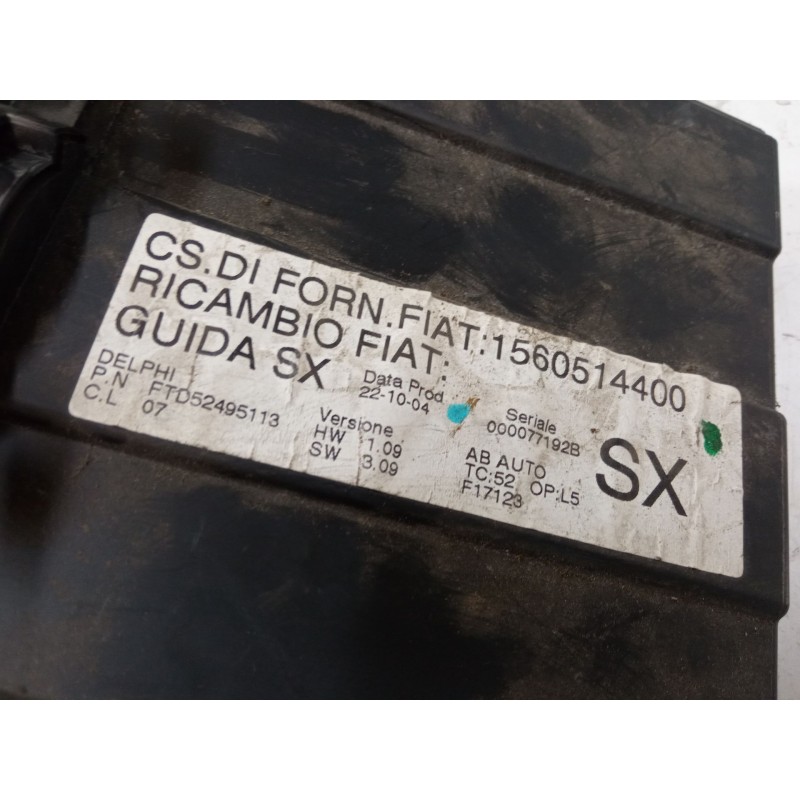 CS.DI FORN.FIAT:1560514400
RICAMBIO FIAT:
GUIDA SX
DELPHI
P.N FTD52495113
C.L 07
Data Prod
22-10-04
Versione
HW 1.09
SW 3.09
Seriale
000077192B
AB AUTO
TC:52 OP:L5
F17123
SX